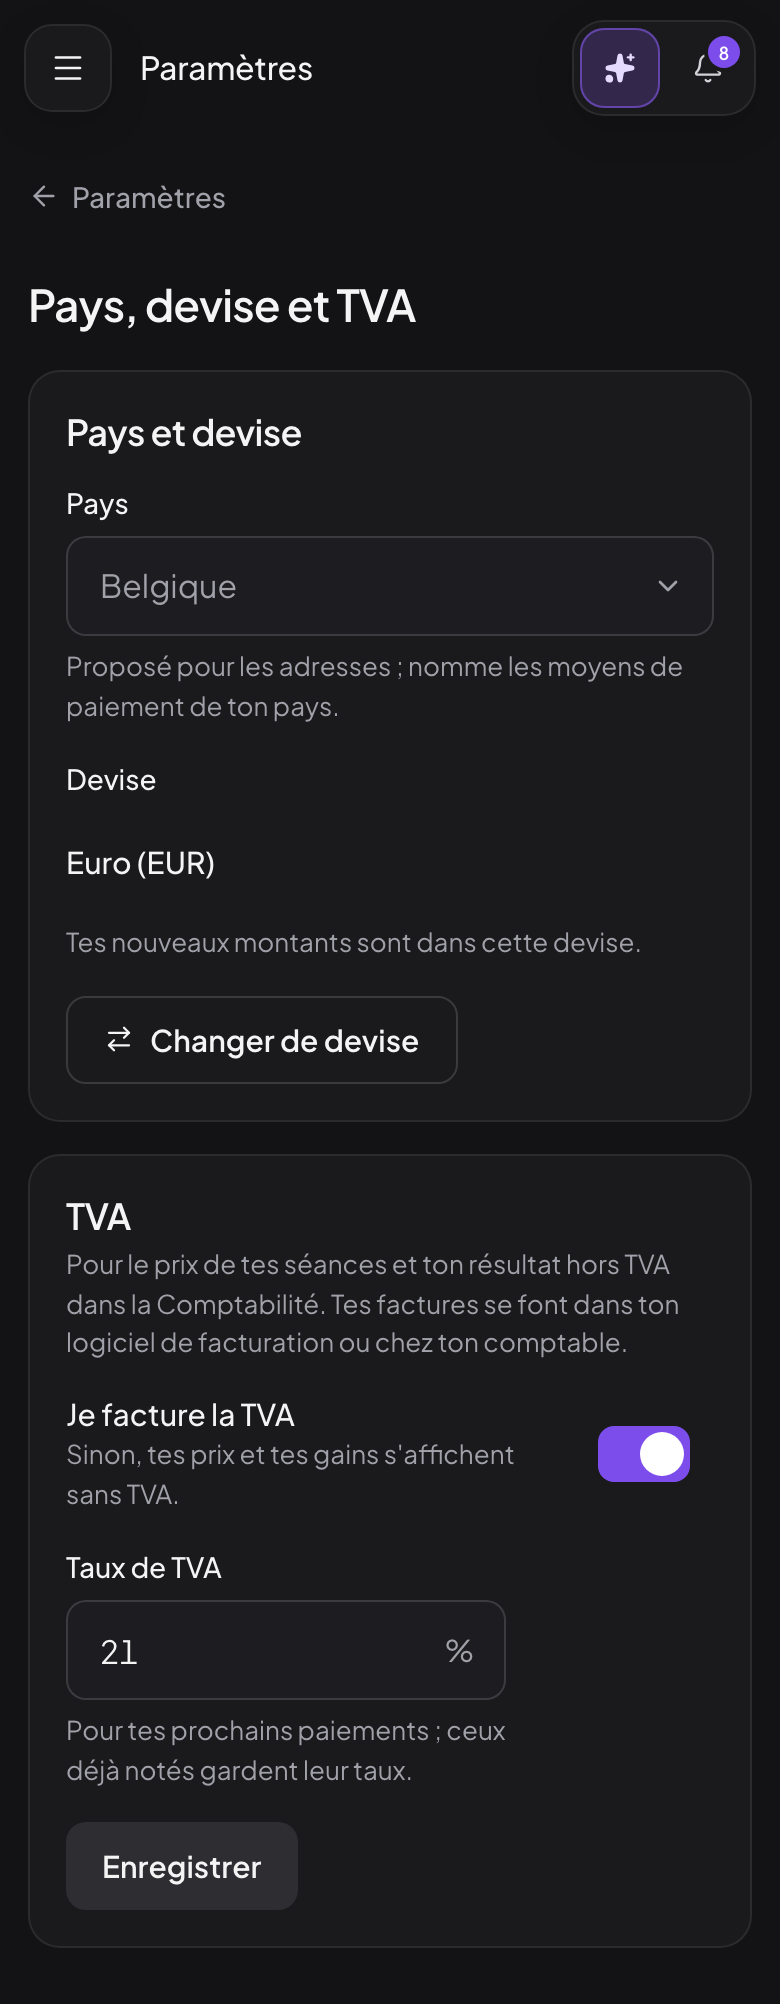 Paramètres
8
Paramètres
Pays, devise et TVA
Pays et devise
Pays
Belgique
Proposé pour les adresses ; nomme les moyens de
paiement de ton pays.
Devise
Euro (EUR)
Tes nouveaux montants sont dans cette devise.
Changer de devise
TVA
Pour le prix de tes séances et ton résultat hors TVA
dans la Comptabilité. Tes factures se font dans ton
logiciel de facturation ou chez ton comptable.
Je facture la TVA
Sinon, tes prix et tes gains s'affichent
sans TVA.
Taux de TVA
21 %
Pour tes prochains paiements ; ceux
déjà notés gardent leur taux.
Enregistrer